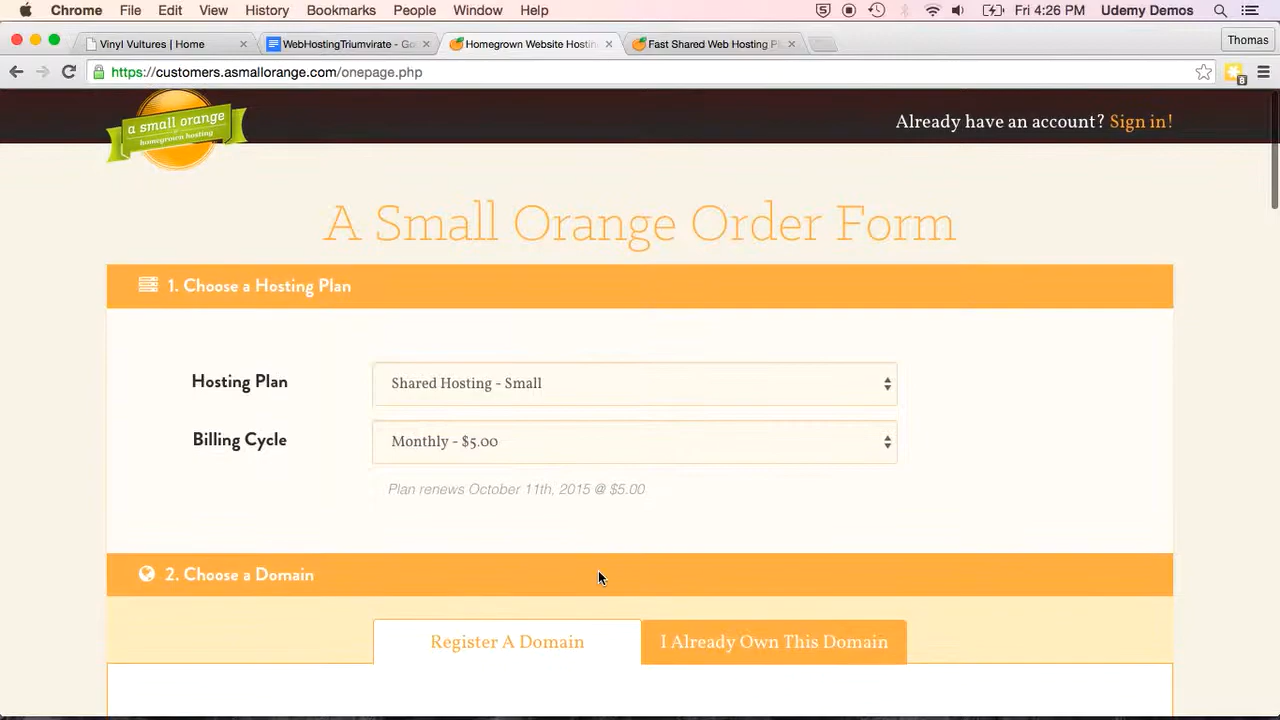 Chrome File Edit View History Bookmarks People Window Help 5 Fri 4:26 PM Udemy Demos
Vinyl Vultures | Home WebHostingTriumvirate - Go Homegrown Website Hostin Fast Shared Web Hosting Pl Thomas
https://customers.asmallorange.com/onepage.php
a small orange
homegrown hosting
Already have an account? Sign in!
A Small Orange Order Form
1. Choose a Hosting Plan
Hosting Plan Shared Hosting - Small
Billing Cycle Monthly - $5.00
Plan renews October 11th, 2015 @ $5.00
2. Choose a Domain
Register A Domain I Already Own This Domain